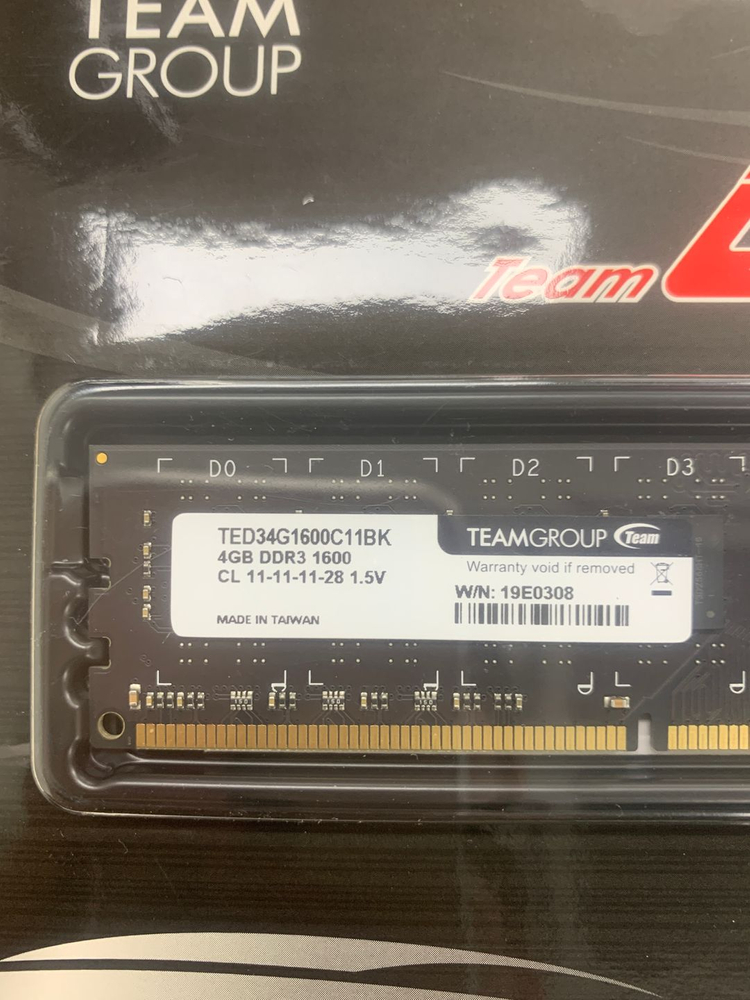 TEAM
GROUP
Team
D0 D1 D2 D3
TED34G1600C11BK
4GB DDR3 1600
CL 11-11-11-28 1.5V
MADE IN TAIWAN
TEAMGROUP Team
Warranty void if removed
W/N: 19E0308